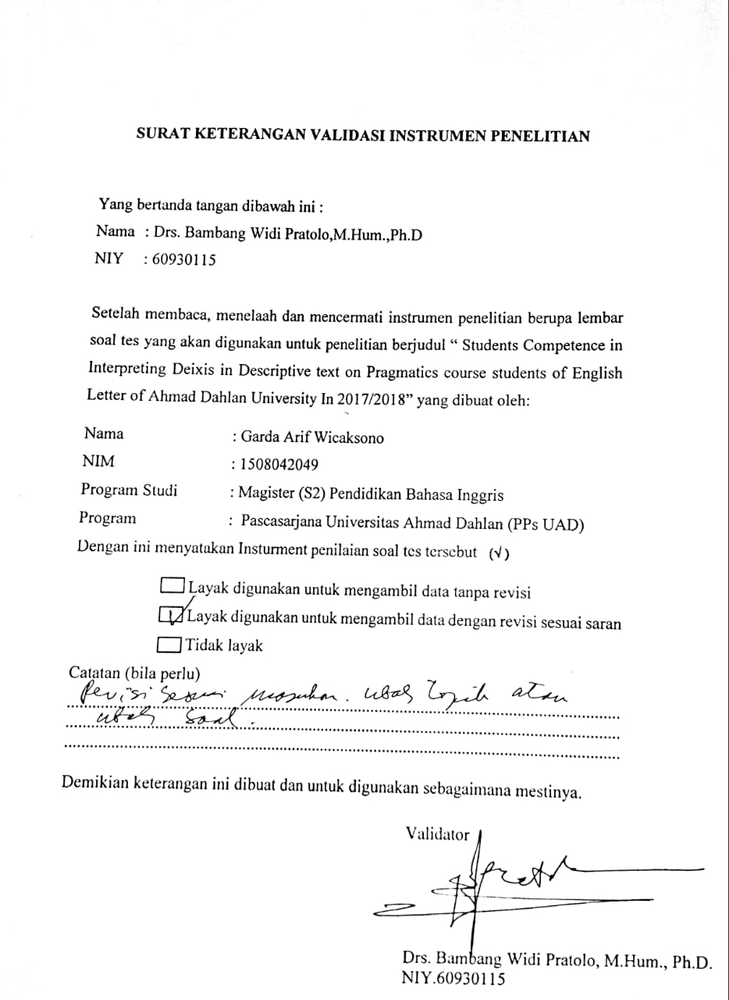 SURAT KETERANGAN VALIDASI INSTRUMEN PENELITIAN
Yang bertanda tangan dibawah ini :
Nama : Drs. Bambang Widi Pratolo,M.Hum.,Ph.D
NIY : 60930115
Setelah membaca, menelaah dan mencermati instrumen penelitian berupa lembar
soal tes yang akan digunakan untuk penelitian berjudul “ Students Competence in
Interpreting Deixis in Descriptive text on Pragmatics course students of English
Letter of Ahmad Dahlan University In 2017/2018” yang dibuat oleh:
Nama : Garda Arif Wicaksono
NIM : 1508042049
Program Studi : Magister (S2) Pendidikan Bahasa Inggris
Program : Pascasarjana Universitas Ahmad Dahlan (PPs UAD)
Dengan ini menyatakan Insturment penilaian soal tes tersebut (√)
Layak digunakan untuk mengambil data tanpa revisi
Layak digunakan untuk mengambil data dengan revisi sesuai saran
Tidak layak
Catatan (bila perlu)
Revisi sesuai masukan. Ubah atau
ubah soal.
Demikian keterangan ini dibuat dan untuk digunakan sebagaimana mestinya.
Validator
Drs. Bambang Widi Pratolo, M.Hum., Ph.D.
NIY.60930115